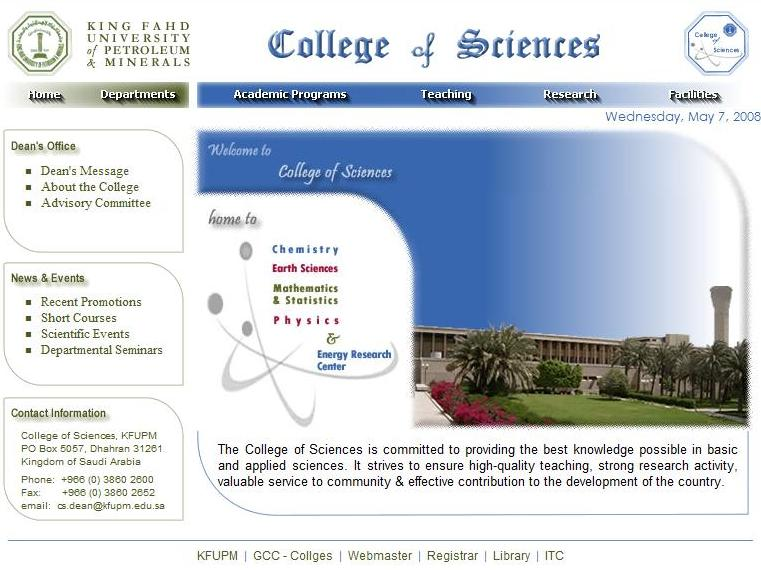 KING FAHD
UNIVERSITY
of PETROLEUM
& MINERALS
College of Sciences
College of Sciences
Home
Departments
Academic Programs
Teaching
Research
Facilities
Wednesday, May 7, 2008
Dean's Office
Dean's Message
About the College
Advisory Committee
News & Events
Recent Promotions
Short Courses
Scientific Events
Departmental Seminars
Contact Information
College of Sciences, KFUPM
PO Box 5057, Dhahran 31261
Kingdom of Saudi Arabia
Phone: +966 (0) 3860 2600
Fax: +966 (0) 3860 2652
email: cs.dean@kfupm.edu.sa
Welcome to
College of Sciences
home to
Chemistry
Earth Sciences
Mathematics
& Statistics
Physics
&
Energy Research
Center
The College of Sciences is committed to providing the best knowledge possible in basic
and applied sciences. It strives to ensure high-quality teaching, strong research activity,
valuable service to community & effective contribution to the development of the country.
KFUPM | GCC - Collges | Webmaster | Registrar | Library | ITC